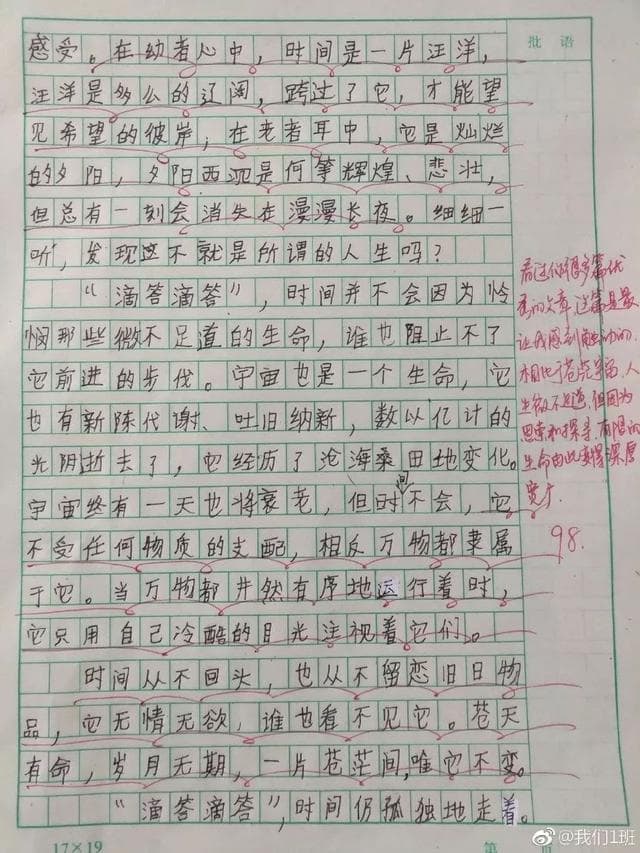 批 语
感受。在幼者心中，时间是一片汪洋，
汪洋是多么的辽阔，跨过了它，才能望
见希望的彼岸；在老者耳中，它是灿烂
的夕阳，夕阳西沉是何等辉煌、悲壮，
但总有一刻会消失在漫漫长夜。细细一
听，发现这不就是所谓的人生吗？
“滴答滴答”，时间并不会因为怜
悯那些微不足道的生命，谁也阻止不了
它前进的步伐。宇宙也是一个生命，它
也有新陈代谢、吐旧纳新，数以亿计的
光阴逝去了，它经历了沧海桑田地变化。
宇宙终有一天也将衰老，但时间不会，它
不受任何物质的支配，相反万物都隶属
于它。当万物都井然有序地运行着时，
它只用自己冷酷的目光注视着它们。
时间从不回头，也从不留恋旧日物
品，它无情无欲，谁也看不见它。苍天
有命，岁月无期，一片苍茫间，唯它不变。
“滴答滴答”，时间仍孤独地走着。
看过你很多篇优
秀的文章，这篇是最
让我感到触动的，
相比于苍茫宇宙，人
生微不足道，但因为
思索和探寻，有限的
生命由此变得深厚
宽广
98.
17×19
第 页
@我们1班